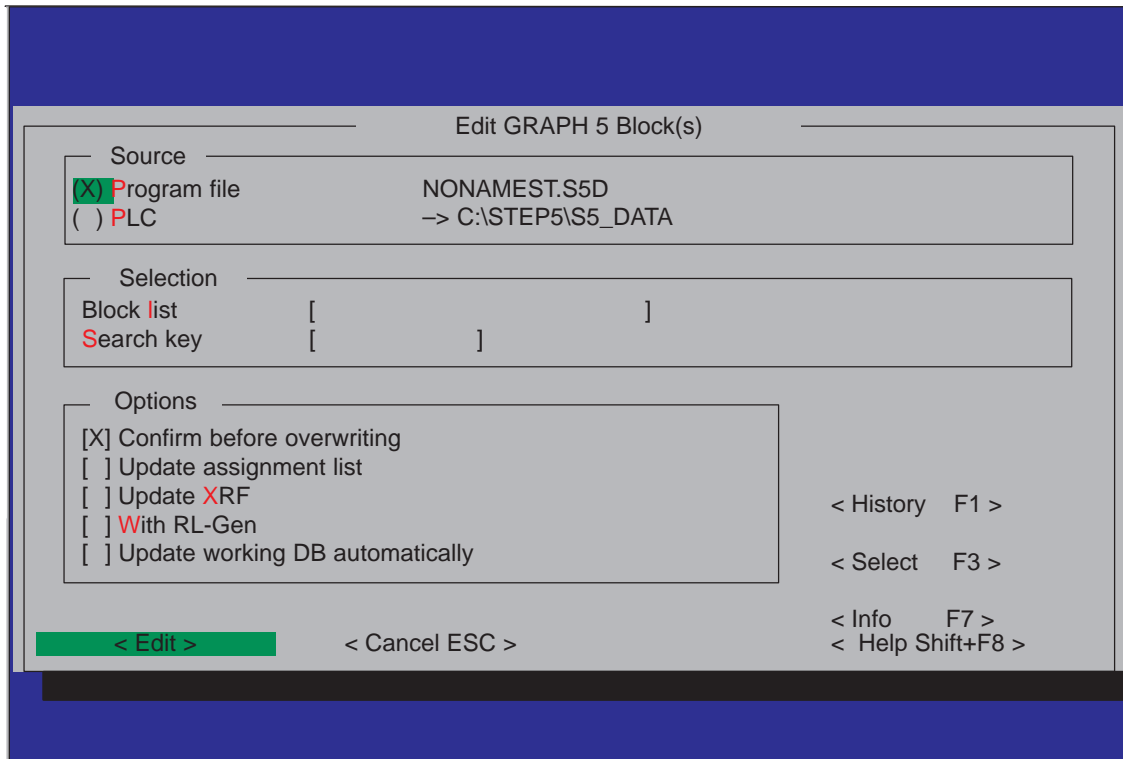 Edit GRAPH 5 Block(s)
Source
(X) Program file NONAMEST.S5D
( ) PLC –> C:\STEP5\S5_DATA
Selection
Block list [ ]
Search key [ ]
Options
[X] Confirm before overwriting
[ ] Update assignment list
[ ] Update XRF
[ ] With RL-Gen
[ ] Update working DB automatically
< History F1 >
< Select F3 >
< Info F7 >
< Edit > < Cancel ESC > < Help Shift+F8 >